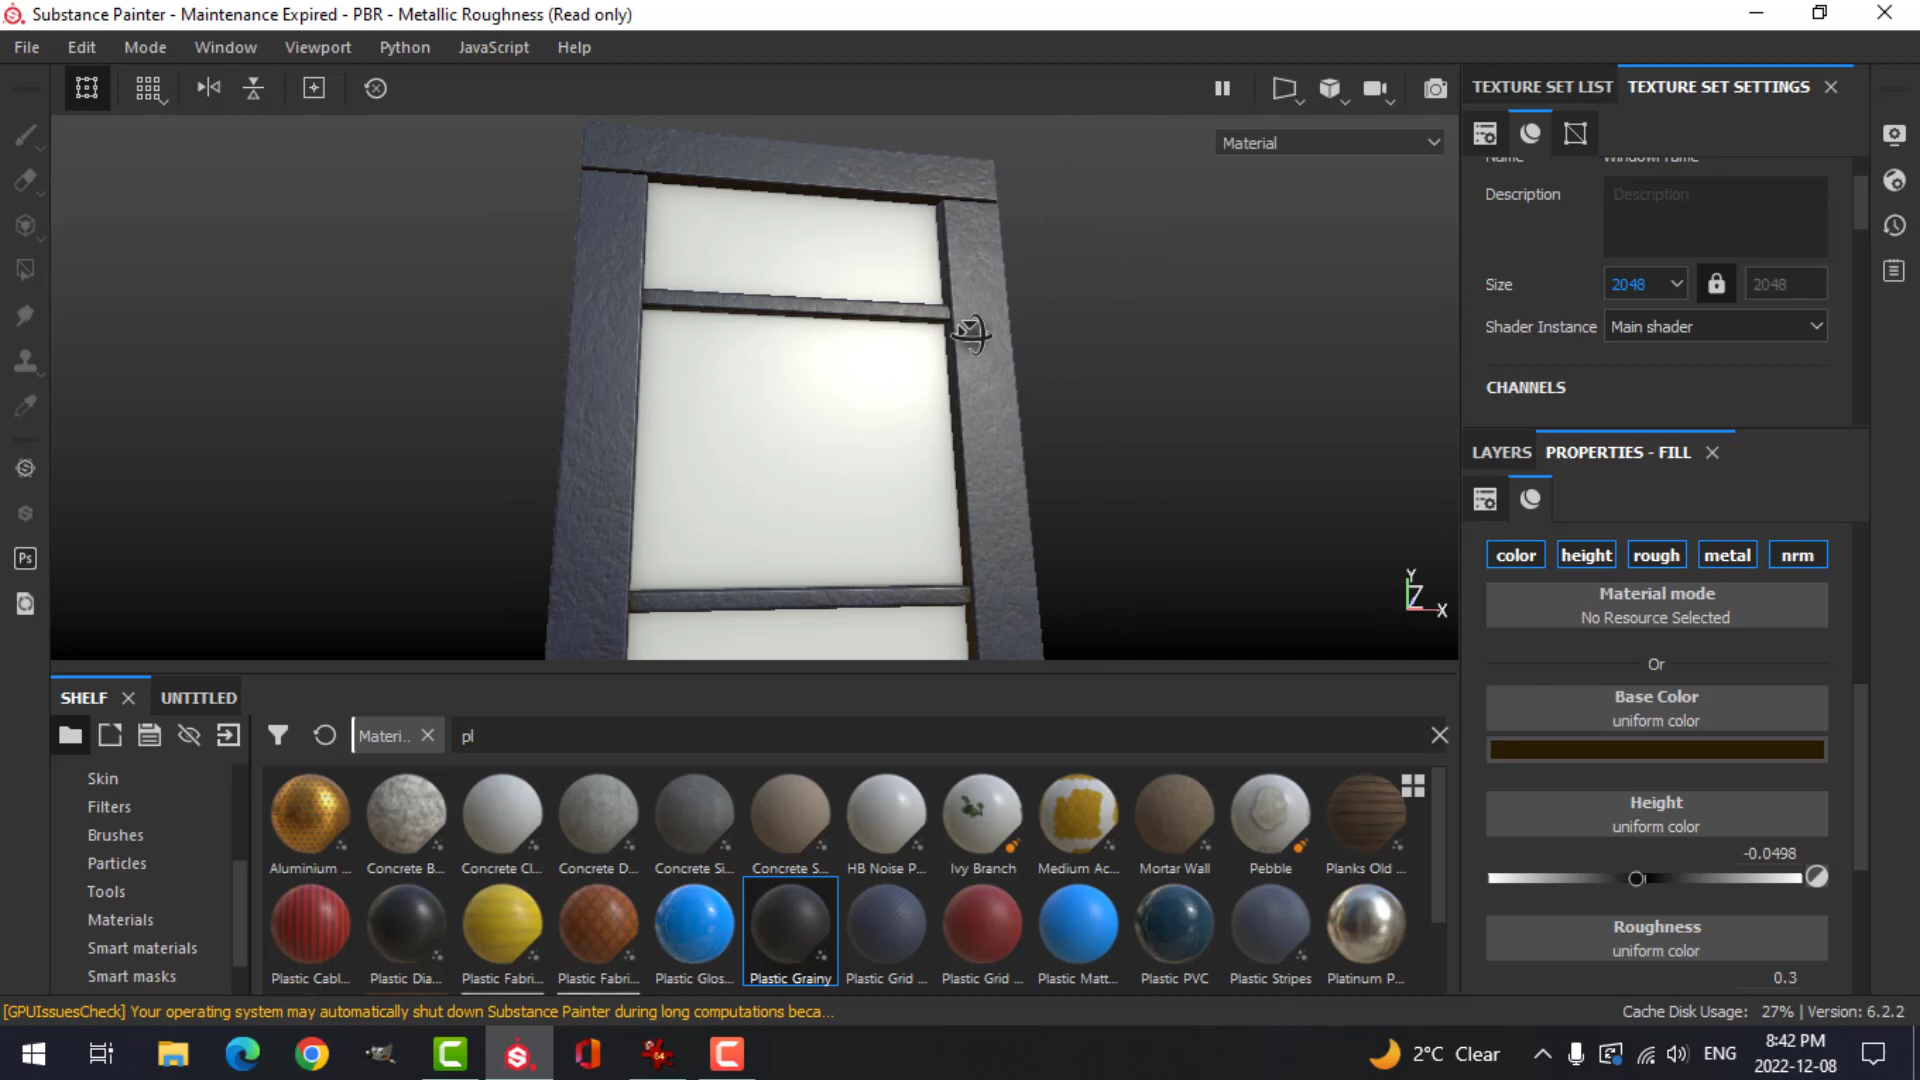 Substance Painter - Maintenance Expired - PBR - Metallic Roughness (Read only)
File Edit Mode Window Viewport Python JavaScript Help
TEXTURE SET LIST TEXTURE SET SETTINGS
Material
Description Description
Size 2048 2048
Shader Instance Main shader
CHANNELS
LAYERS PROPERTIES - FILL
color height rough metal nrm
Material mode
No Resource Selected
Or
Base Color
uniform color
Height
uniform color
-0.0498
Roughness
uniform color
0.3
Y
Z
X
Ps
SHELF UNTITLED
Materi.. pl
Skin
Filters
Brushes
Particles
Tools
Materials
Smart materials
Smart masks
Aluminium ... Concrete B... Concrete Cl... Concrete D... Concrete Si... Concrete S... HB Noise P... Ivy Branch Medium Ac... Mortar Wall Pebble Planks Old ...
Plastic Cabl... Plastic Dia... Plastic Fabri... Plastic Fabri... Plastic Glos... Plastic Grainy Plastic Grid ... Plastic Grid ... Plastic Matt... Plastic PVC Plastic Stripes Platinum P...
[GPUIssuesCheck] Your operating system may automatically shut down Substance Painter during long computations beca...
Cache Disk Usage: 27% | Version: 6.2.2
2°C Clear
ENG
8:42 PM
2022-12-08